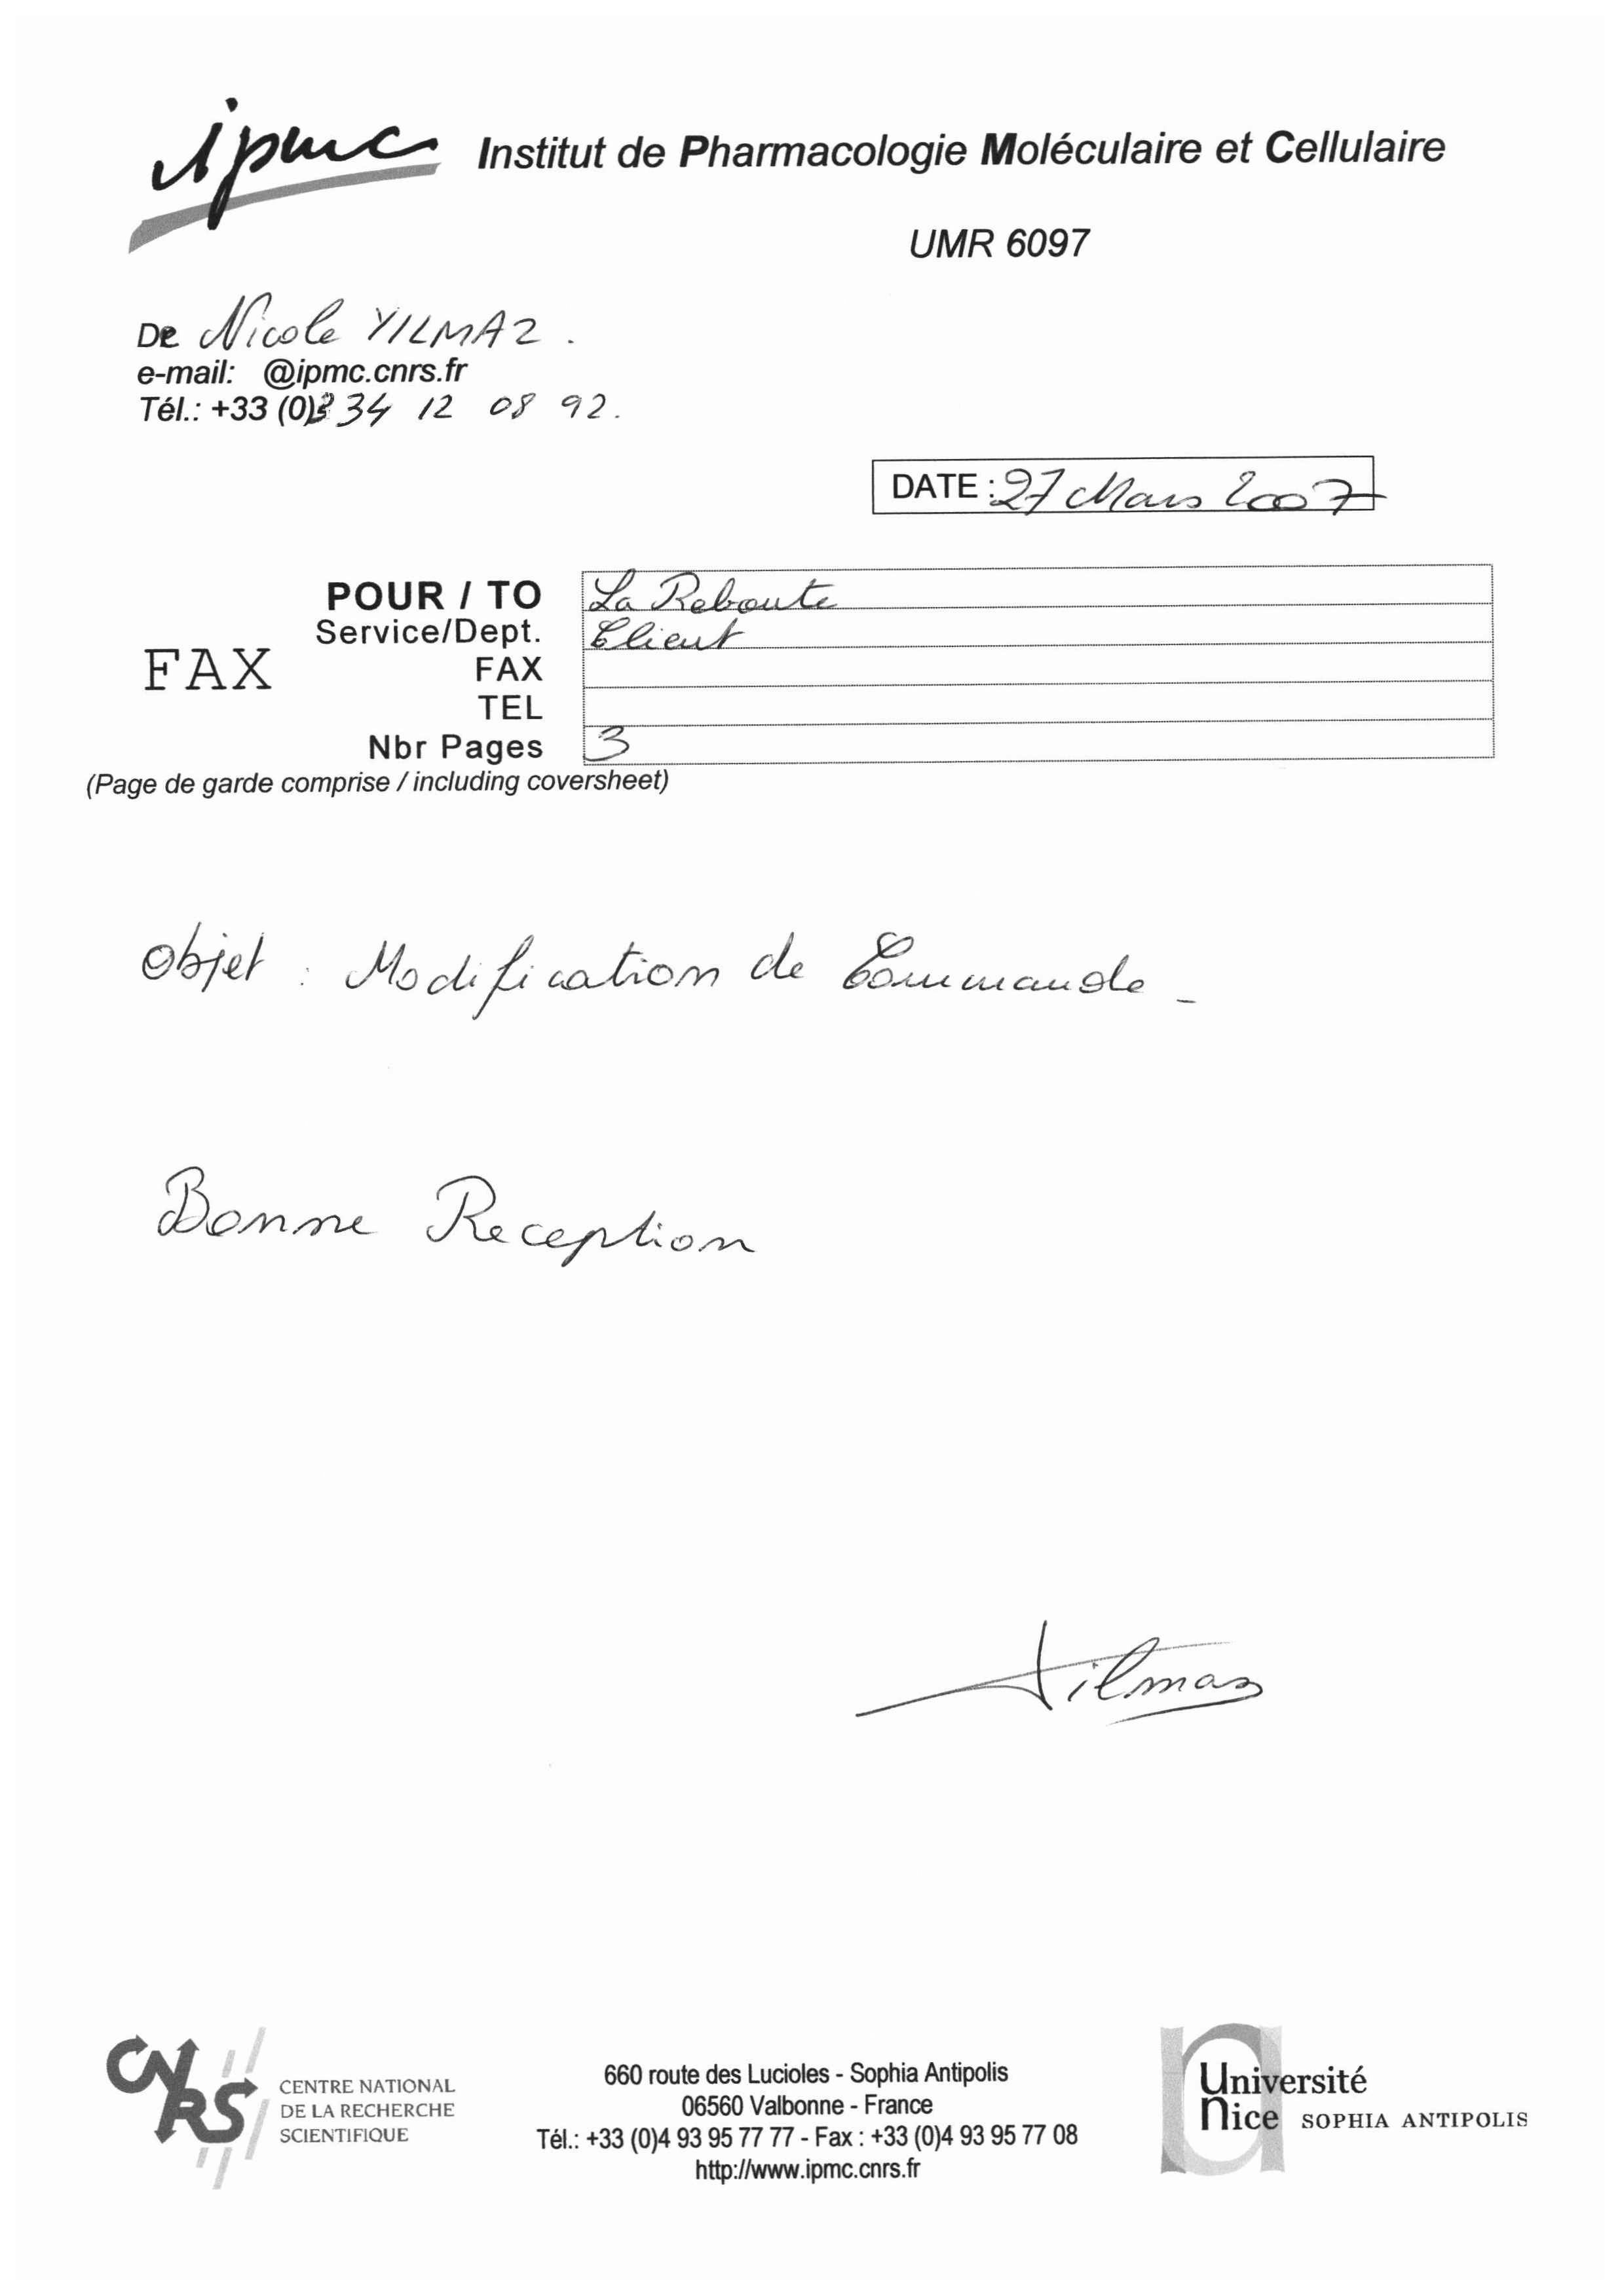 ipmc Institut de Pharmacologie Moléculaire et Cellulaire
UMR 6097
De Nicole YILMAZ.
e-mail: @ipmc.cnrs.fr
Tél.: +33 (0) 34 12 08 92.
DATE : 27 Mars 2007
POUR / TO La Reboute
Service/Dept. Client
FAX
FAX
TEL
Nbr Pages 3
(Page de garde comprise / including coversheet)
Objet : Modification de Commande -
Bonne Reception
Yilmaz
CNRS
CENTRE NATIONAL
DE LA RECHERCHE
SCIENTIFIQUE
660 route des Lucioles - Sophia Antipolis
06560 Valbonne - France
Tél.: +33 (0)4 93 95 77 77 - Fax : +33 (0)4 93 95 77 08
http://www.ipmc.cnrs.fr
Université
Nice SOPHIA ANTIPOLIS